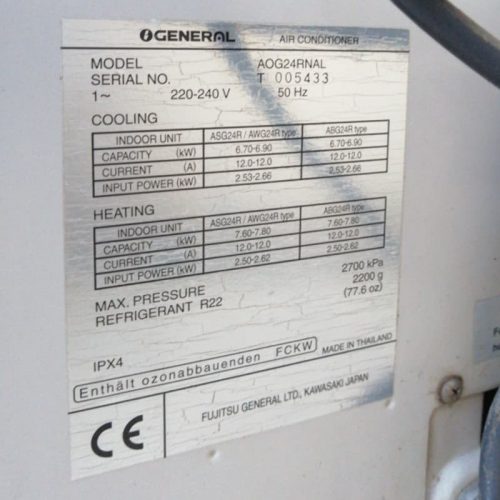 GENERAL AIR CONDITIONER
MODEL AOG24RNAL
SERIAL NO. T 005433
1~ 220-240 V 50 Hz
COOLING
INDOOR UNIT ASG24R / AWG24R type ABG24R type
CAPACITY (kW) 6.70-6.90 6.70-6.90
CURRENT (A) 12.0-12.0 12.0-12.0
INPUT POWER (kW) 2.53-2.66 2.53-2.66
HEATING
INDOOR UNIT ASG24R / AWG24R type ABG24R type
CAPACITY (kW) 7.60-7.80 7.60-7.80
CURRENT (A) 12.0-12.0 12.0-12.0
INPUT POWER (kW) 2.50-2.62 2.50-2.62
MAX. PRESSURE 2700 kPa
REFRIGERANT R22 2200 g
(77.6 oz)
IPX4
Enthält ozonabbauenden FCKW MADE IN THAILAND
CE FUJITSU GENERAL LTD., KAWASAKI JAPAN